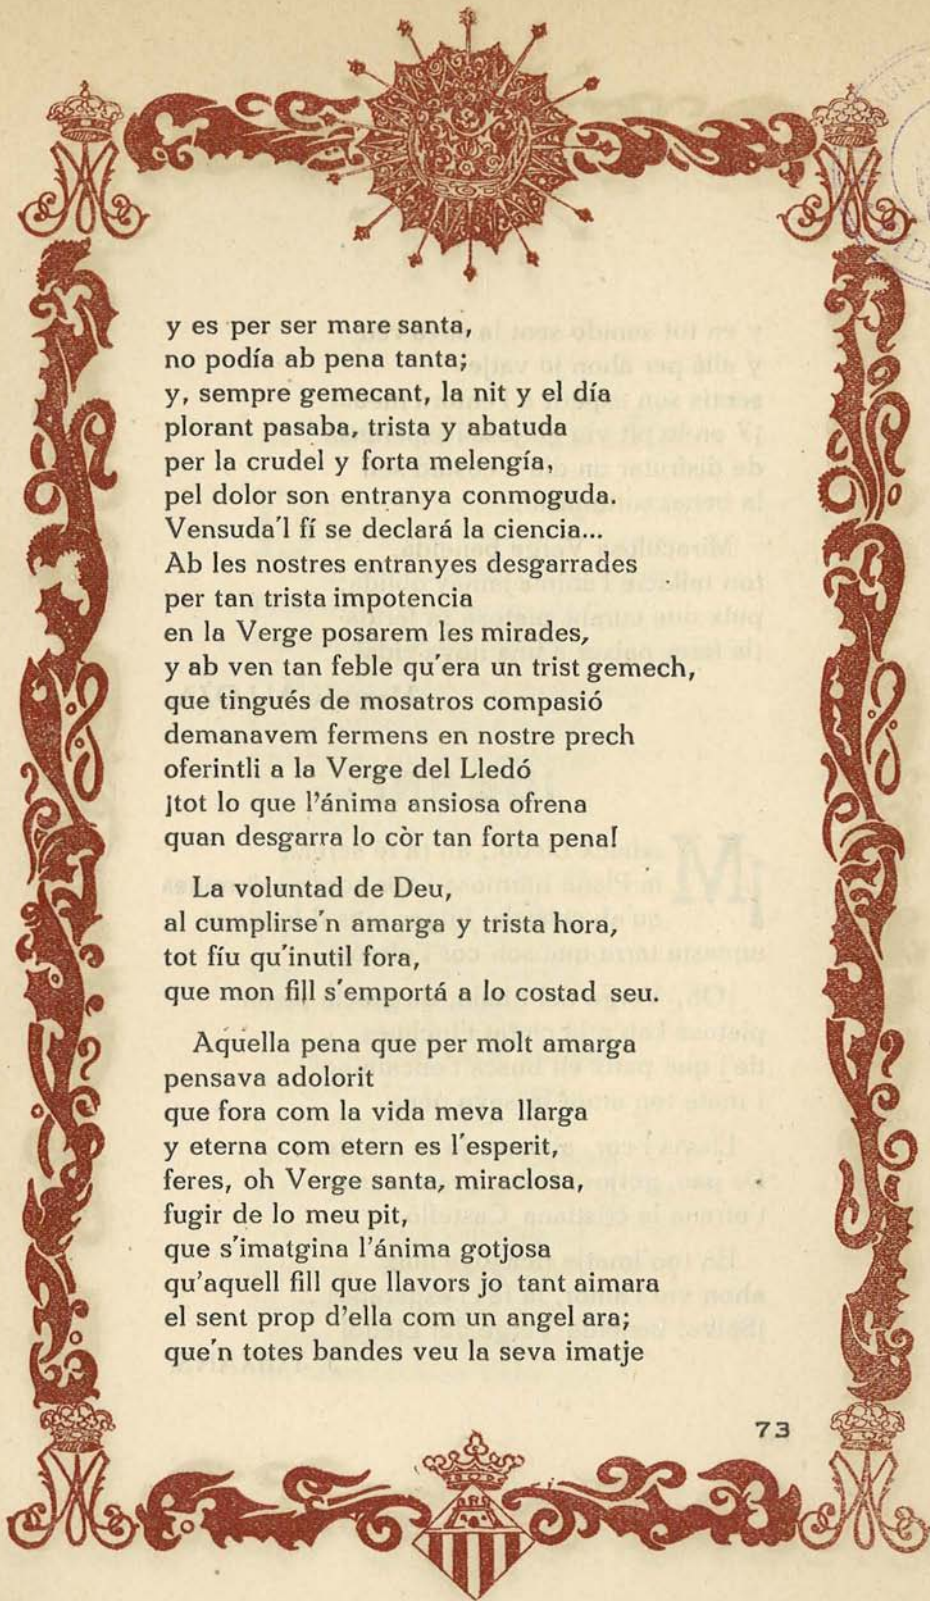 y es per ser mare santa,
no podía ab pena tanta;
y, sempre gemecant, la nit y el día
plorant pasaba, trista y abatuda
per la crudel y forta melengía,
pel dolor son entranya conmoguda.
Vensuda'l fí se declará la ciencia...
Ab les nostres entranyes desgarrades
per tan trista impotencia
en la Verge posarem les mirades,
y ab ven tan feble qu'era un trist gemech,
que tingués de mosatros compasió
demanavem fermens en nostre prech
oferintli a la Verge del Lledó
¡tot lo que l'ánima ansiosa ofrena
quan desgarra lo còr tan forta pena!
La voluntad de Deu,
al cumplirse'n amarga y trista hora,
tot fíu qu'inutil fora,
que mon fill s'emportá a lo costad seu.
Aquella pena que per molt amarga
pensava adolorit
que fora com la vida meva llarga
y eterna com etern es l'esperit,
feres, oh Verge santa, miraclosa,
fugir de lo meu pit,
que s'imatgina l'ánima gotjosa
qu'aquell fill que llavors jo tant aimara
el sent prop d'ella com un angel ara;
que'n totes bandes veu la seva imatje
73